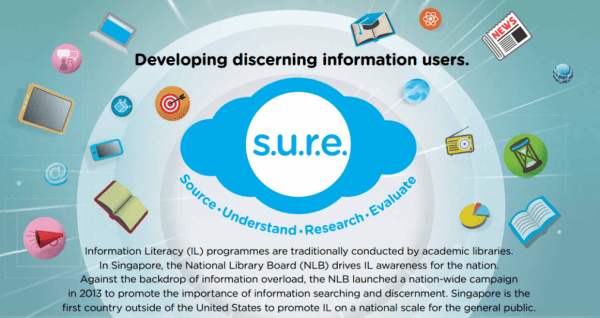 NEWS
Developing discerning information users.
s.u.r.e.
Source • Understand • Research • Evaluate
Information Literacy (IL) programmes are traditionally conducted by academic libraries.
In Singapore, the National Library Board (NLB) drives IL awareness for the nation.
Against the backdrop of information overload, the NLB launched a nation-wide campaign
in 2013 to promote the importance of information searching and discernment. Singapore is the
first country outside of the United States to promote IL on a national scale for the general public.